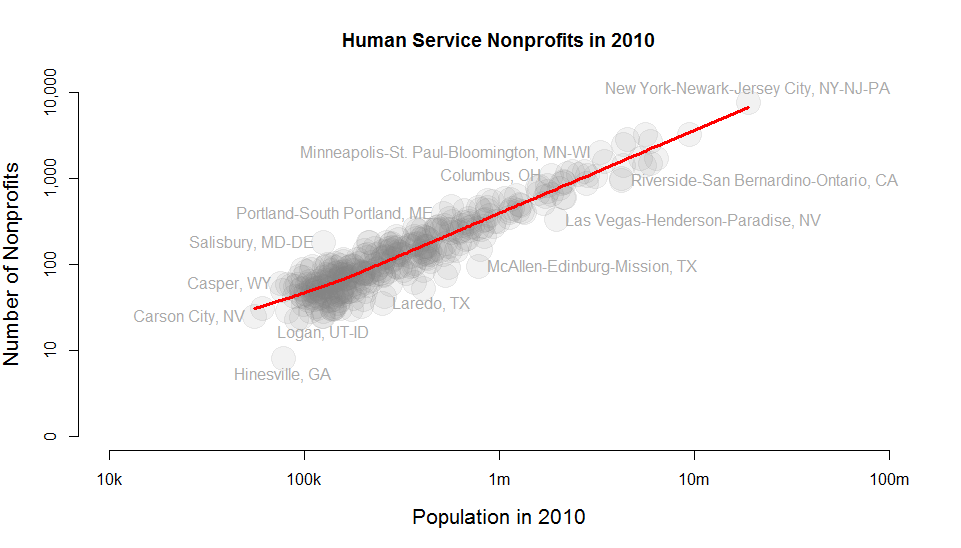 Human Service Nonprofits in 2010
Number of Nonprofits
10,000
1,000
100
10
0
New York-Newark-Jersey City, NY-NJ-PA
Minneapolis-St. Paul-Bloomington, MN-WI
Columbus, OH
Riverside-San Bernardino-Ontario, CA
Portland-South Portland, ME
Las Vegas-Henderson-Paradise, NV
Salisbury, MD-DE
McAllen-Edinburg-Mission, TX
Casper, WY
Laredo, TX
Carson City, NV
Logan, UT-ID
Hinesville, GA
10k
100k
1m
10m
100m
Population in 2010